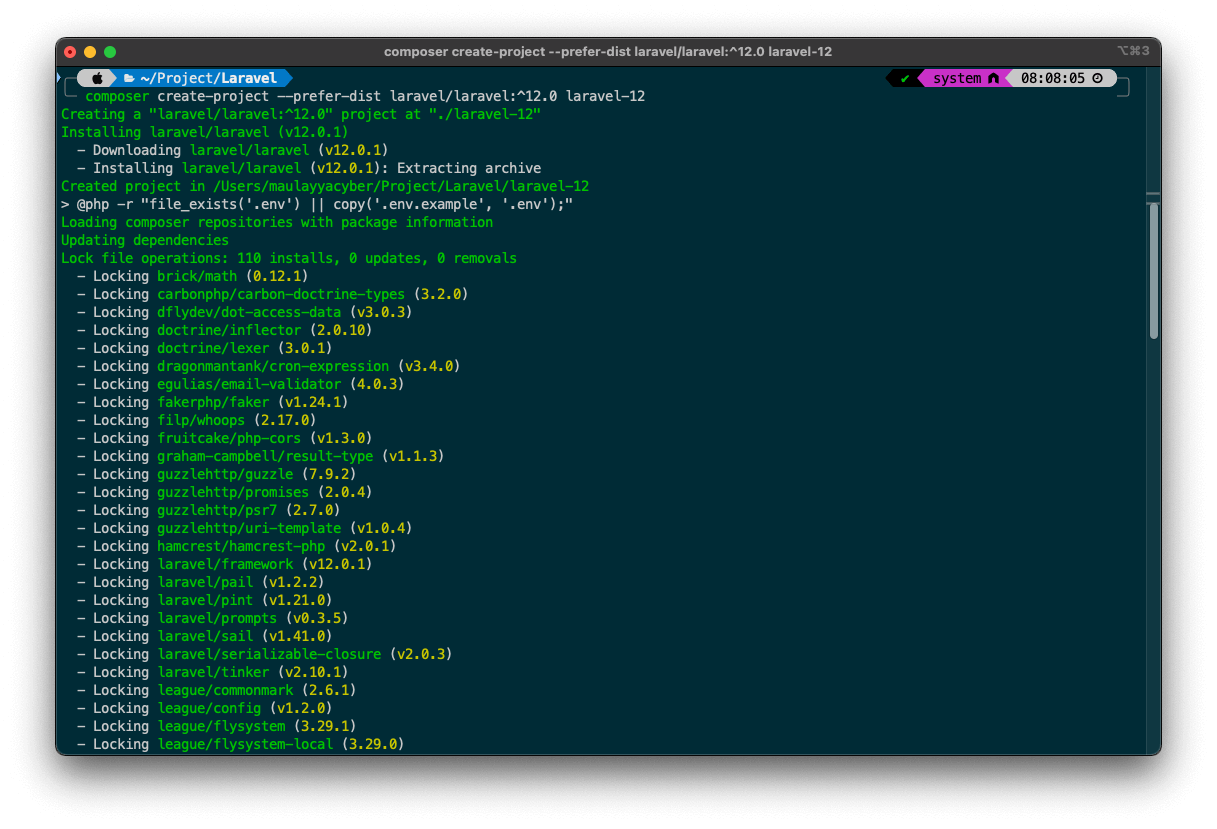 composer create-project --prefer-dist laravel/laravel:^12.0 laravel-12
⌥⌘3
~/Project/Laravel
✔ system 08:08:05
composer create-project --prefer-dist laravel/laravel:^12.0 laravel-12
Creating a "laravel/laravel:^12.0" project at "./laravel-12"
Installing laravel/laravel (v12.0.1)
- Downloading laravel/laravel (v12.0.1)
- Installing laravel/laravel (v12.0.1): Extracting archive
Created project in /Users/maulayyacyber/Project/Laravel/laravel-12
> @php -r "file_exists('.env') || copy('.env.example', '.env');"
Loading composer repositories with package information
Updating dependencies
Lock file operations: 110 installs, 0 updates, 0 removals
- Locking brick/math (0.12.1)
- Locking carbonphp/carbon-doctrine-types (3.2.0)
- Locking dflydev/dot-access-data (v3.0.3)
- Locking doctrine/inflector (2.0.10)
- Locking doctrine/lexer (3.0.1)
- Locking dragonmantank/cron-expression (v3.4.0)
- Locking egulias/email-validator (4.0.3)
- Locking fakerphp/faker (v1.24.1)
- Locking filp/whoops (2.17.0)
- Locking fruitcake/php-cors (v1.3.0)
- Locking graham-campbell/result-type (v1.1.3)
- Locking guzzlehttp/guzzle (7.9.2)
- Locking guzzlehttp/promises (2.0.4)
- Locking guzzlehttp/psr7 (2.7.0)
- Locking guzzlehttp/uri-template (v1.0.4)
- Locking hamcrest/hamcrest-php (v2.0.1)
- Locking laravel/framework (v12.0.1)
- Locking laravel/pail (v1.2.2)
- Locking laravel/pint (v1.21.0)
- Locking laravel/prompts (v0.3.5)
- Locking laravel/sail (v1.41.0)
- Locking laravel/serializable-closure (v2.0.3)
- Locking laravel/tinker (v2.10.1)
- Locking league/commonmark (2.6.1)
- Locking league/config (v1.2.0)
- Locking league/flysystem (3.29.1)
- Locking league/flysystem-local (3.29.0)